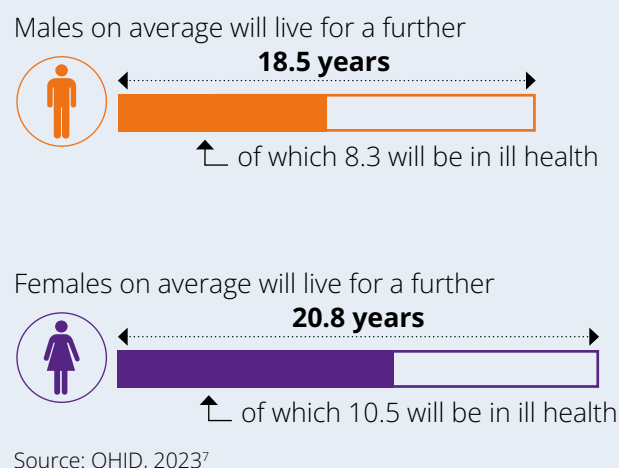 Males on average will live for a further
18.5 years
of which 8.3 will be in ill health
Females on average will live for a further
20.8 years
of which 10.5 will be in ill health
Source: OHID, 2023⁷